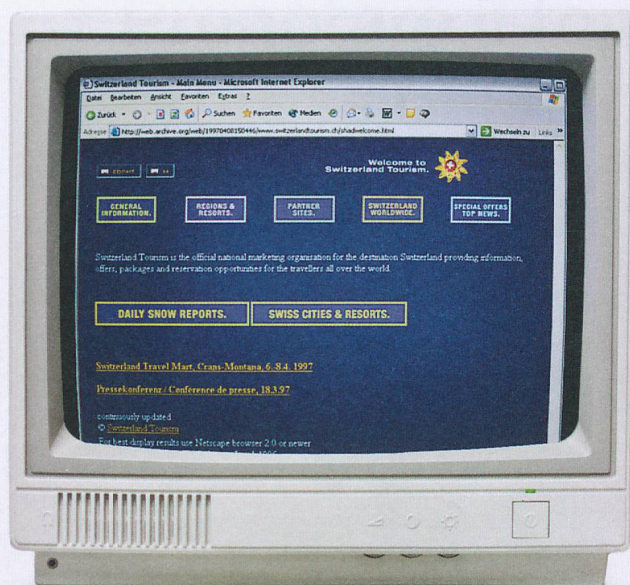 Switzerland Tourism - Main Menu - Microsoft Internet Explorer
Datei Bearbeiten Ansicht Favoriten Extras ?
Zurück Suchen Favoriten Medien
Adresse http://web.archive.org/web/19970408150446/www.switzerlandtourism.ch/shadwelcome.html Wechseln zu Links »
Welcome to
Switzerland Tourism.
GENERAL
INFORMATION.
REGIONS &
RESORTS.
PARTNER
SITES.
SWITZERLAND
WORLDWIDE.
SPECIAL OFFERS
TOP NEWS.
Switzerland Tourism is the official national marketing organisation for the destination Switzerland providing information,
offers, packages and reservation opportunities for the travellers all over the world.
DAILY SNOW REPORTS. SWISS CITIES & RESORTS.
Switzerland Travel Mart, Crans-Montana, 6.-8.4. 1997
Pressekonferenz / Conférence de presse, 18.3.97
continuously updated
© Switzerland Tourism
For best display results use Netscape browser 2.0 or newer